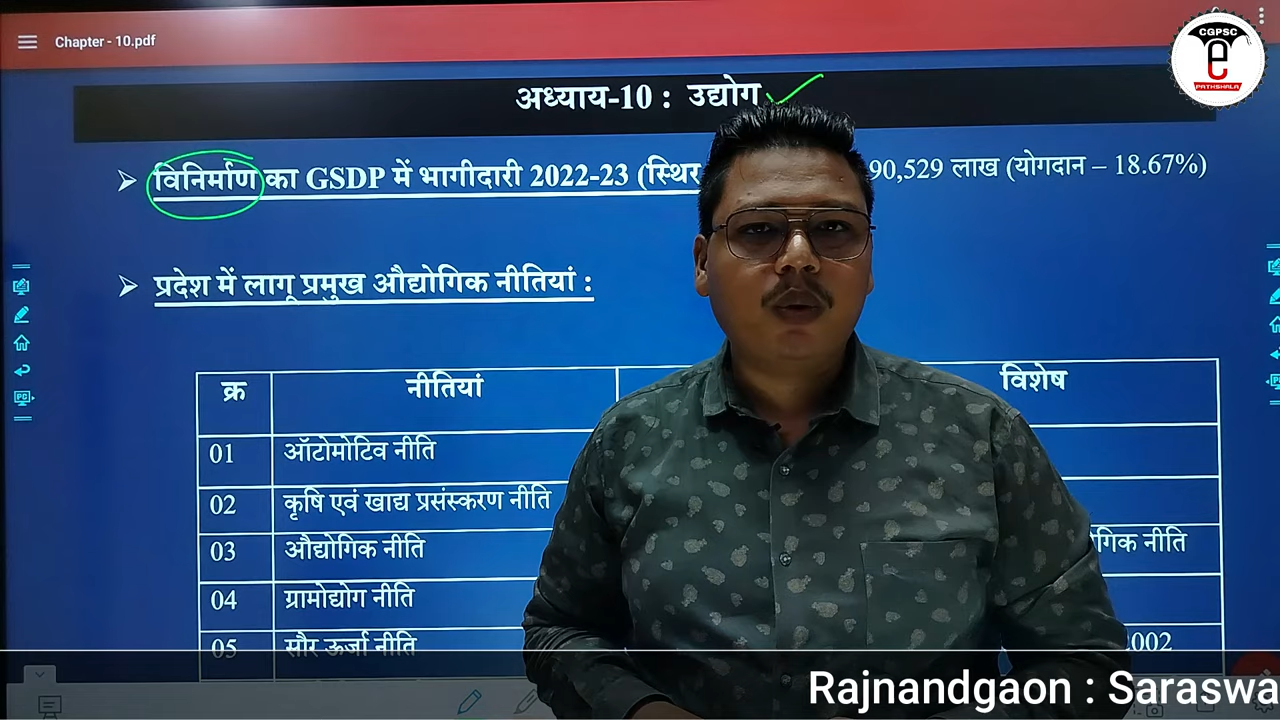 Chapter - 10.pdf
CGPSC
e
PATHSHALA
अध्याय-10 : उद्योग
विनिर्माण का GSDP में भागीदारी 2022-23 (स्थिर 90,529 लाख (योगदान – 18.67%)
प्रदेश में लागू प्रमुख औद्योगिक नीतियां :
क्र नीतियां विशेष
01 ऑटोमोटिव नीति
02 कृषि एवं खाद्य प्रसंस्करण नीति
03 औद्योगिक नीति गिक नीति
04 ग्रामोद्योग नीति
05 सौर ऊर्जा नीति 2002
Rajnandgaon : Saraswa